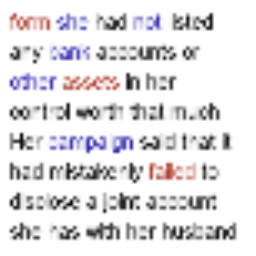 form she had not listed
any bank accounts or
other assets in her
control worth that much
Her campaign said that it
had mistakenly failed to
disclose a joint account
she has with her husband